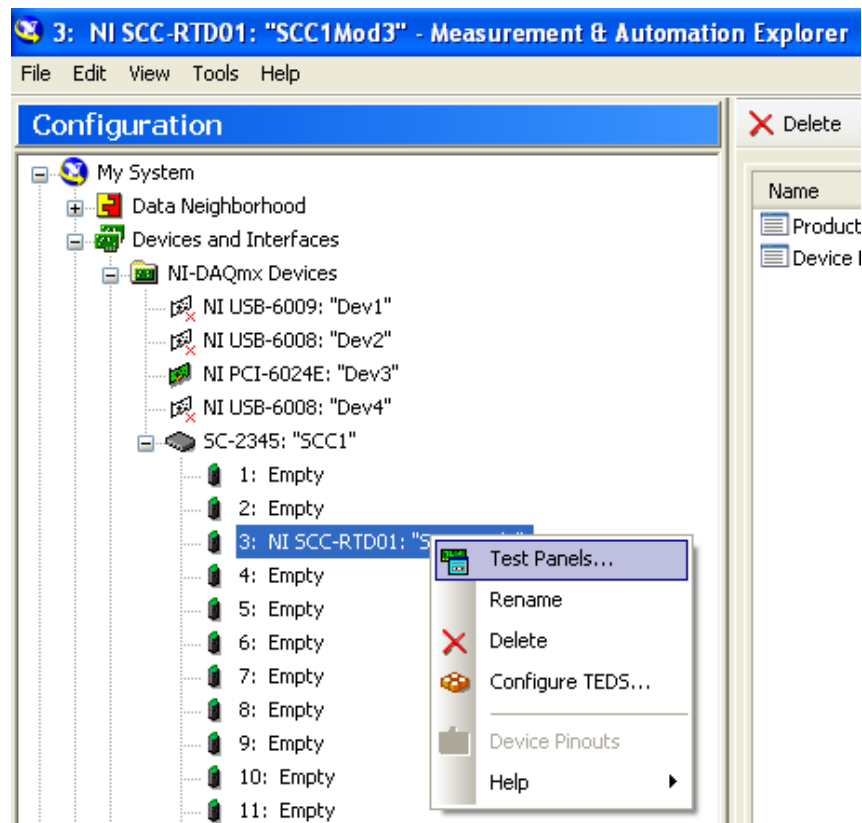 3: NI SCC-RTD01: "SCC1Mod3" - Measurement & Automation Explorer
File Edit View Tools Help
Configuration
Delete
My System
Name
Data Neighborhood
Product
Devices and Interfaces
Device
NI-DAQmx Devices
NI USB-6009: "Dev1"
NI USB-6008: "Dev2"
NI PCI-6024E: "Dev3"
NI USB-6008: "Dev4"
SC-2345: "SCC1"
1: Empty
2: Empty
3: NI SCC-RTD01: "S
4: Empty
5: Empty
6: Empty
7: Empty
8: Empty
9: Empty
10: Empty
11: Empty
Test Panels...
Rename
Delete
Configure TEDS...
Device Pinouts
Help